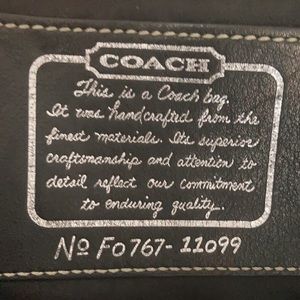 COACH
This is a Coach bag.
It was handcrafted from the
finest materials. Its superior
craftsmanship and attention to
detail reflect our commitment
to enduring quality.
No FO767-11099